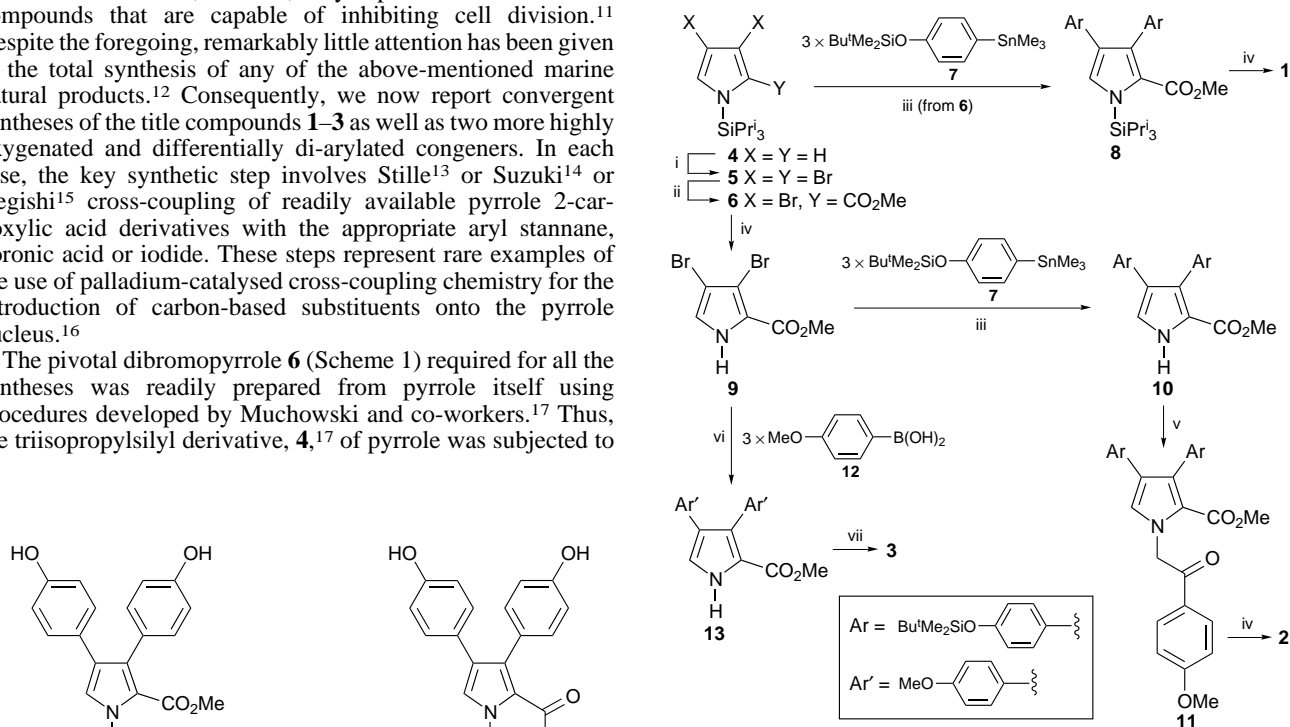 compounds that are capable of inhibiting cell division.11
despite the foregoing, remarkably little attention has been given
the total synthesis of any of the above-mentioned marine
natural products.12 Consequently, we now report convergent
syntheses of the title compounds 1–3 as well as two more highly
oxygenated and differentially di-arylated congeners. In each
case, the key synthetic step involves Stille13 or Suzuki14 or
Negishi15 cross-coupling of readily available pyrrole 2-car-
boxylic acid derivatives with the appropriate aryl stannane,
boronic acid or iodide. These steps represent rare examples of
the use of palladium-catalysed cross-coupling chemistry for the
introduction of carbon-based substituents onto the pyrrole
nucleus.16
The pivotal dibromopyrrole 6 (Scheme 1) required for all the
syntheses was readily prepared from pyrrole itself using
procedures developed by Muchowski and co-workers.17 Thus,
the triisopropylsilyl derivative, 4,17 of pyrrole was subjected to
HO
OH
N
CO2Me
HO
OH
N
O
X
X
Y
N
SiPri3
3 × ButMe2SiO
SnMe3
7
iii (from 6)
Ar
Ar
CO2Me
N
SiPri3
8
iv
1
i
4 X = Y = H
5 X = Y = Br
ii
6 X = Br, Y = CO2Me
iv
Br
Br
CO2Me
N
H
9
3 × ButMe2SiO
SnMe3
7
iii
Ar
Ar
CO2Me
N
H
10
vi
3 × MeO
B(OH)2
12
v
Ar′
Ar′
CO2Me
N
H
13
vii
3
Ar
Ar
CO2Me
N
O
OMe
11
iv
2
Ar = ButMe2SiO
Ar′ = MeO